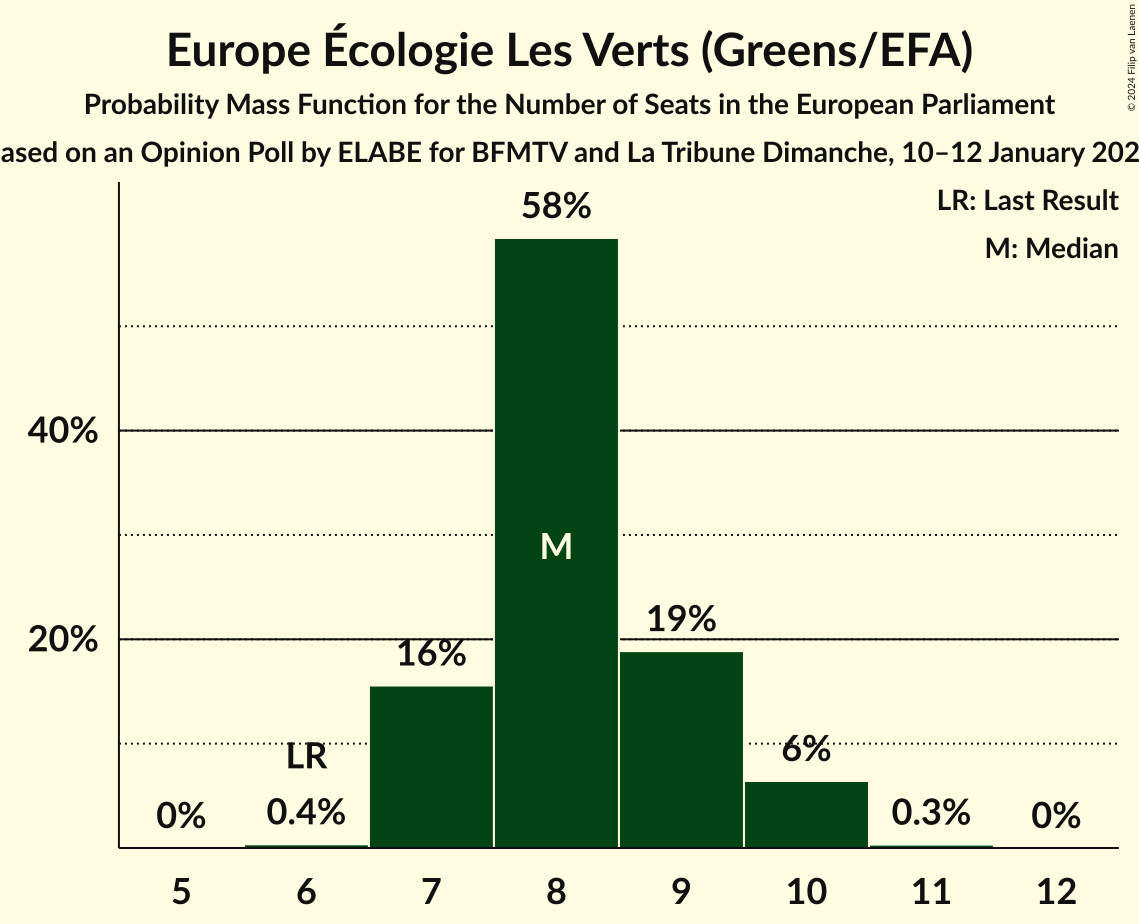 Europe Écologie Les Verts (Greens/EFA)
Probability Mass Function for the Number of Seats in the European Parliament
ased on an Opinion Poll by ELABE for BFMTV and La Tribune Dimanche, 10–12 January 202
© 2024 Filip van Laenen
LR: Last Result
M: Median
58%
40%
M
20%
19%
16%
LR
6%
0%
0.4%
0.3%
0%
5 6 7 8 9 10 11 12